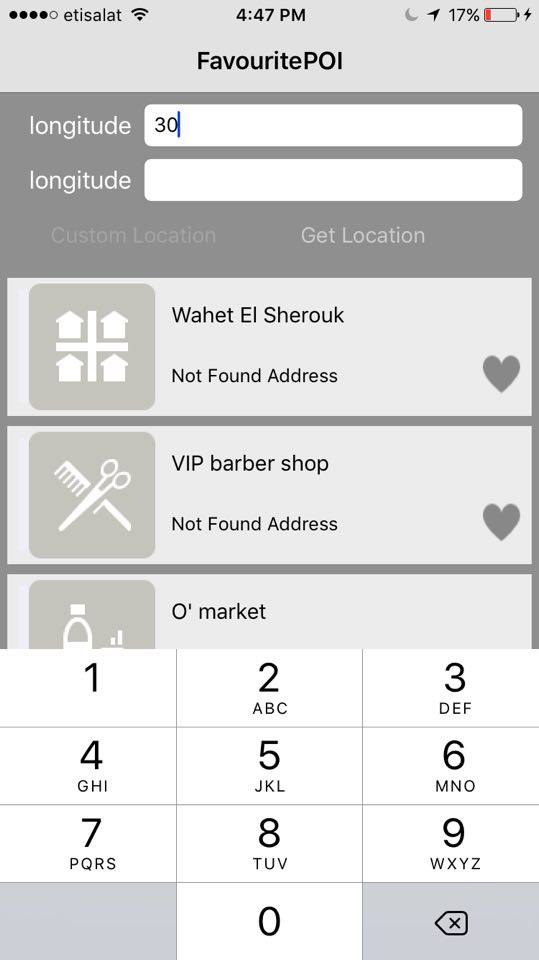 etisalat 4:47 PM 17%
FavouritePOI
longitude 30
longitude
Custom Location Get Location
Wahet El Sherouk
Not Found Address
VIP barber shop
Not Found Address
O' market
1 2 3
ABC DEF
4 5 6
GHI JKL MNO
7 8 9
PQRS TUV WXYZ
0